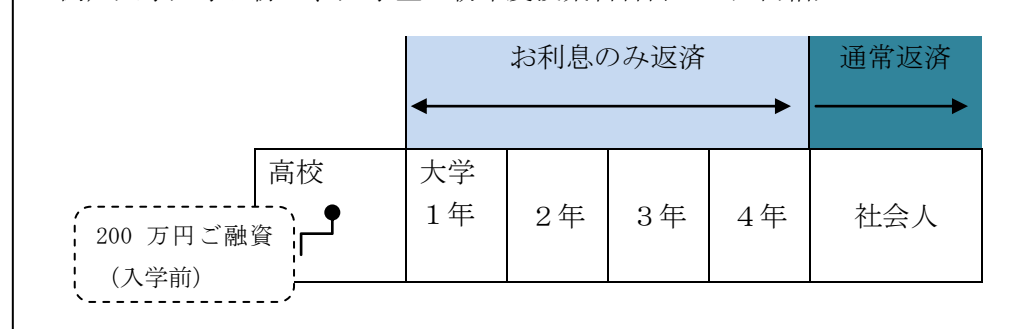 お利息のみ返済
通常返済
高校
大学
1年
2年
3年
4年
社会人
200 万円ご融資
(入学前)